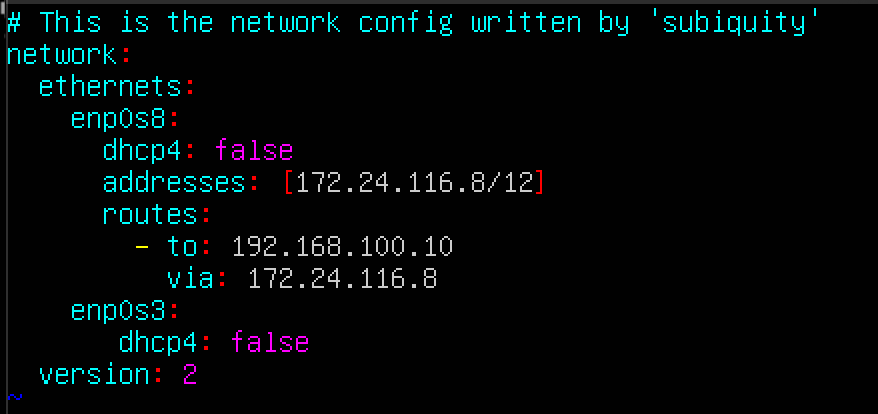 # This is the network config written by 'subiquity'
network:
  ethernets:
    enp0s8:
      dhcp4: false
      addresses: [172.24.116.8/12]
      routes:
        - to: 192.168.100.10
          via: 172.24.116.8
    enp0s3:
       dhcp4: false
  version: 2
~